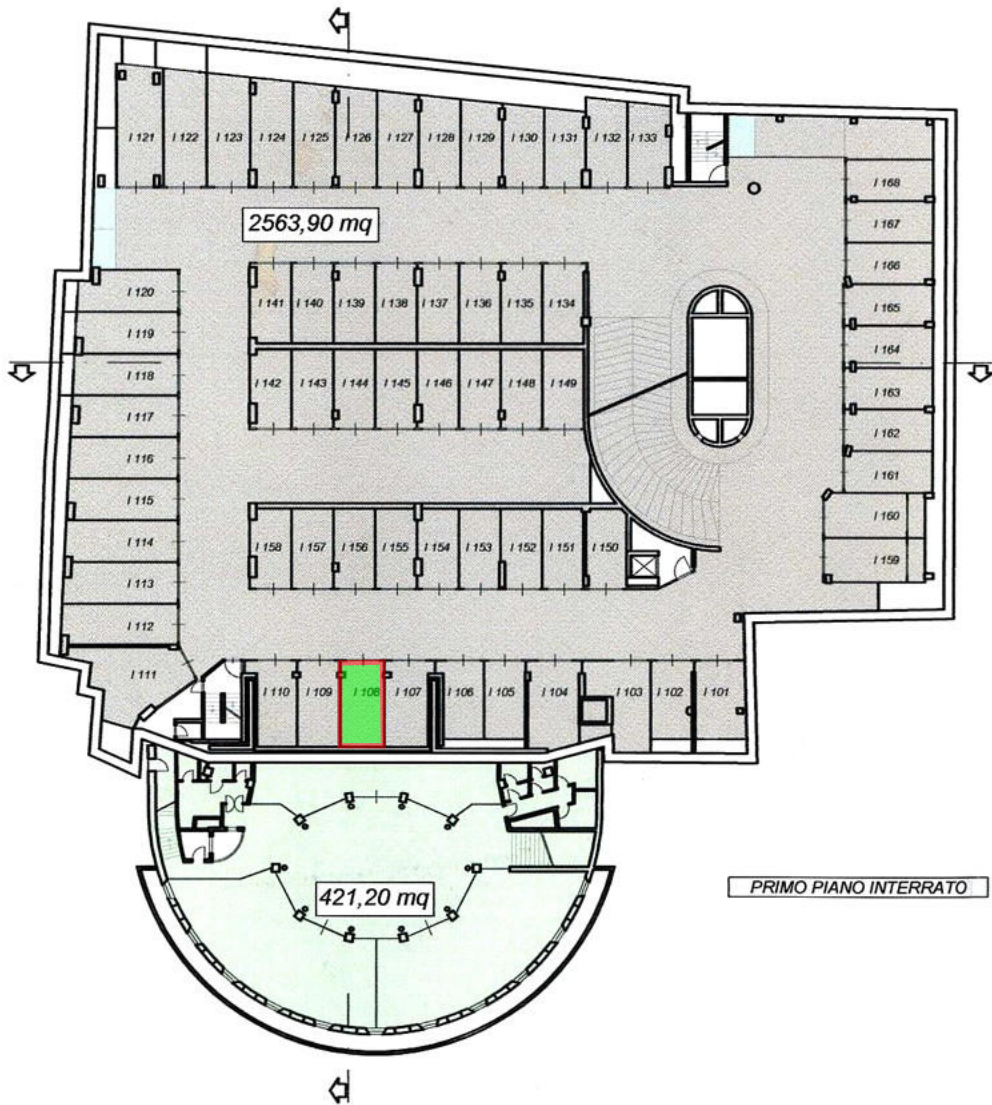 I 121 I 122 I 123 I 124 I 125 I 126 I 127 I 128 I 129 I 130 I 131 I 132 I 133
I 168
I 167
2563,90 mq
I 166
I 120
I 141 I 140 I 139 I 138 I 137 I 136 I 135 I 134
I 165
I 119
I 164
I 118
I 142 I 143 I 144 I 145 I 146 I 147 I 148 I 149
I 163
I 117
I 162
I 116
I 161
I 115
I 160
I 114
I 158 I 157 I 156 I 155 I 154 I 153 I 152 I 151 I 150
I 159
I 113
I 112
I 111
I 110 I 109 I 108 I 107 I 106 I 105 I 104 I 103 I 102 I 101
PRIMO PIANO INTERRATO
421,20 mq